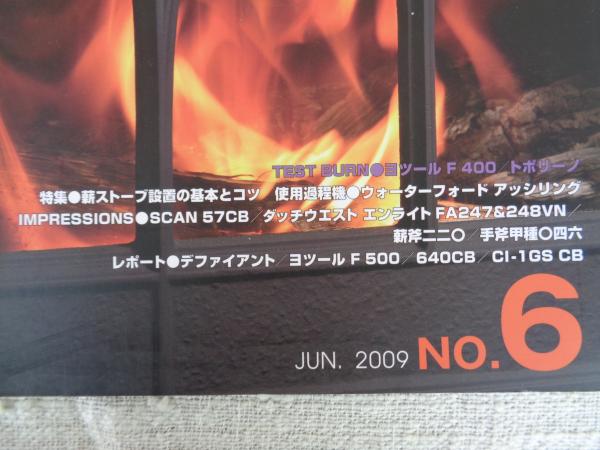 TEST BURN●ヨツール F 400／トポリーノ
特集●薪ストーブ設置の基本とコツ　使用過程機●ウォーターフォード アッシリング
IMPRESSIONS●SCAN 57CB／ダッチウエスト エンライト FA247&248VN／
薪斧二二〇／手斧甲種〇四六
レポート●デファイアント／ヨツール F 500／640CB／CI-1GS CB
JUN. 2009 NO.6